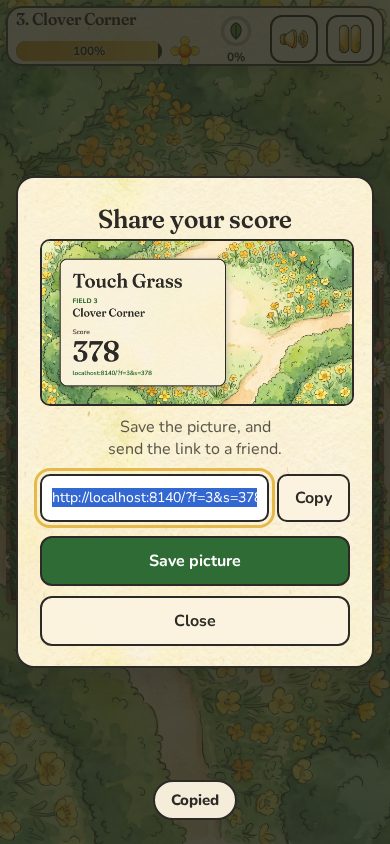 3. Clover Corner
100%
0%
Share your score
Touch Grass
FIELD 3
Clover Corner
Score
378
localhost:8140/?f=3&s=378
Save the picture, and
send the link to a friend.
http://localhost:8140/?f=3&s=378
Copy
Save picture
Close
Copied